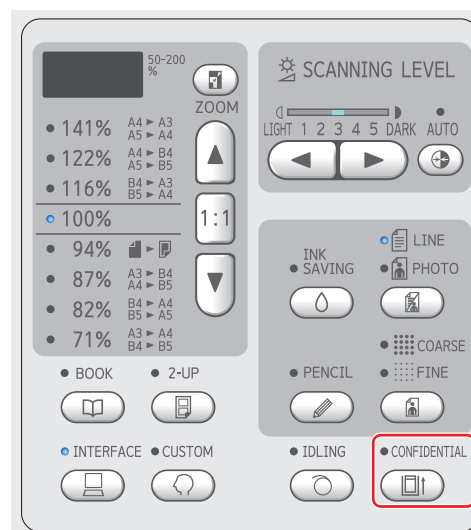 50-200
%
ZOOM
141% A4 ► A3
A5 ► A4
122% A4 ► B4
A5 ► B5
116% B4 ► A3
B5 ► A4
100%
94%
87% A3 ► B4
A4 ► B5
82% B4 ► A4
B5 ► A5
71% A3 ► A4
B4 ► B5
1:1
BOOK
2-UP
INTERFACE
CUSTOM
SCANNING LEVEL
LIGHT 1 2 3 4 5 DARK AUTO
INK
SAVING
LINE
PHOTO
COARSE
PENCIL
FINE
IDLING
CONFIDENTIAL